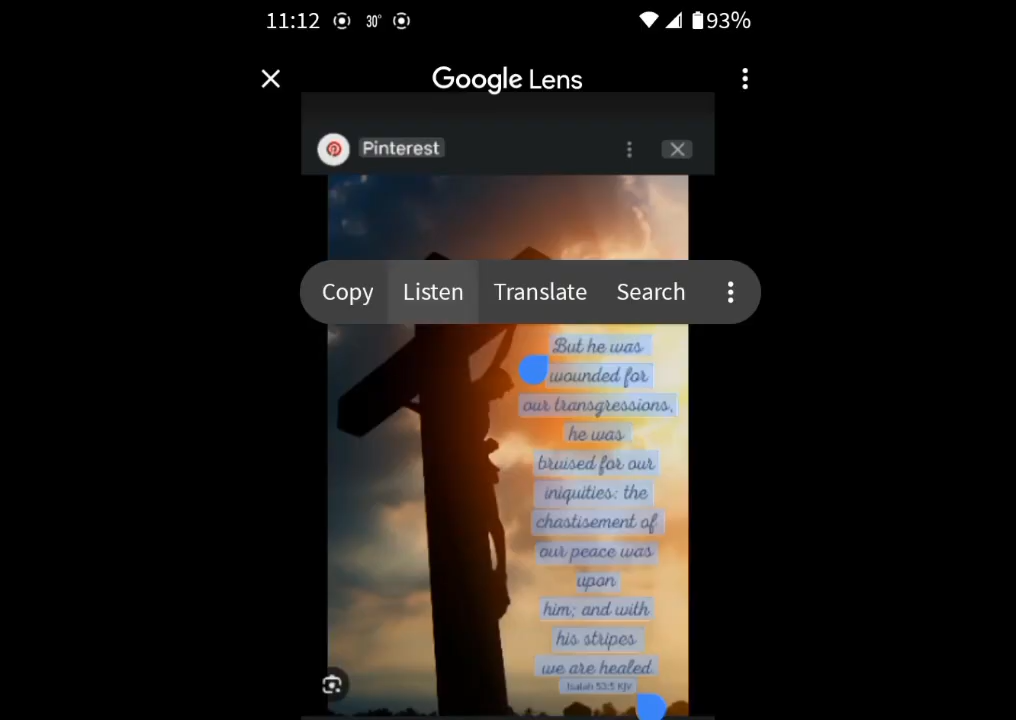 11:12 30° 93%
Google Lens
Pinterest
Copy Listen Translate Search
But he was
wounded for
our transgressions,
he was
bruised for our
iniquities: the
chastisement of
our peace was
upon
him; and with
his stripes
we are healed.
Isaiah 53:5 KJV